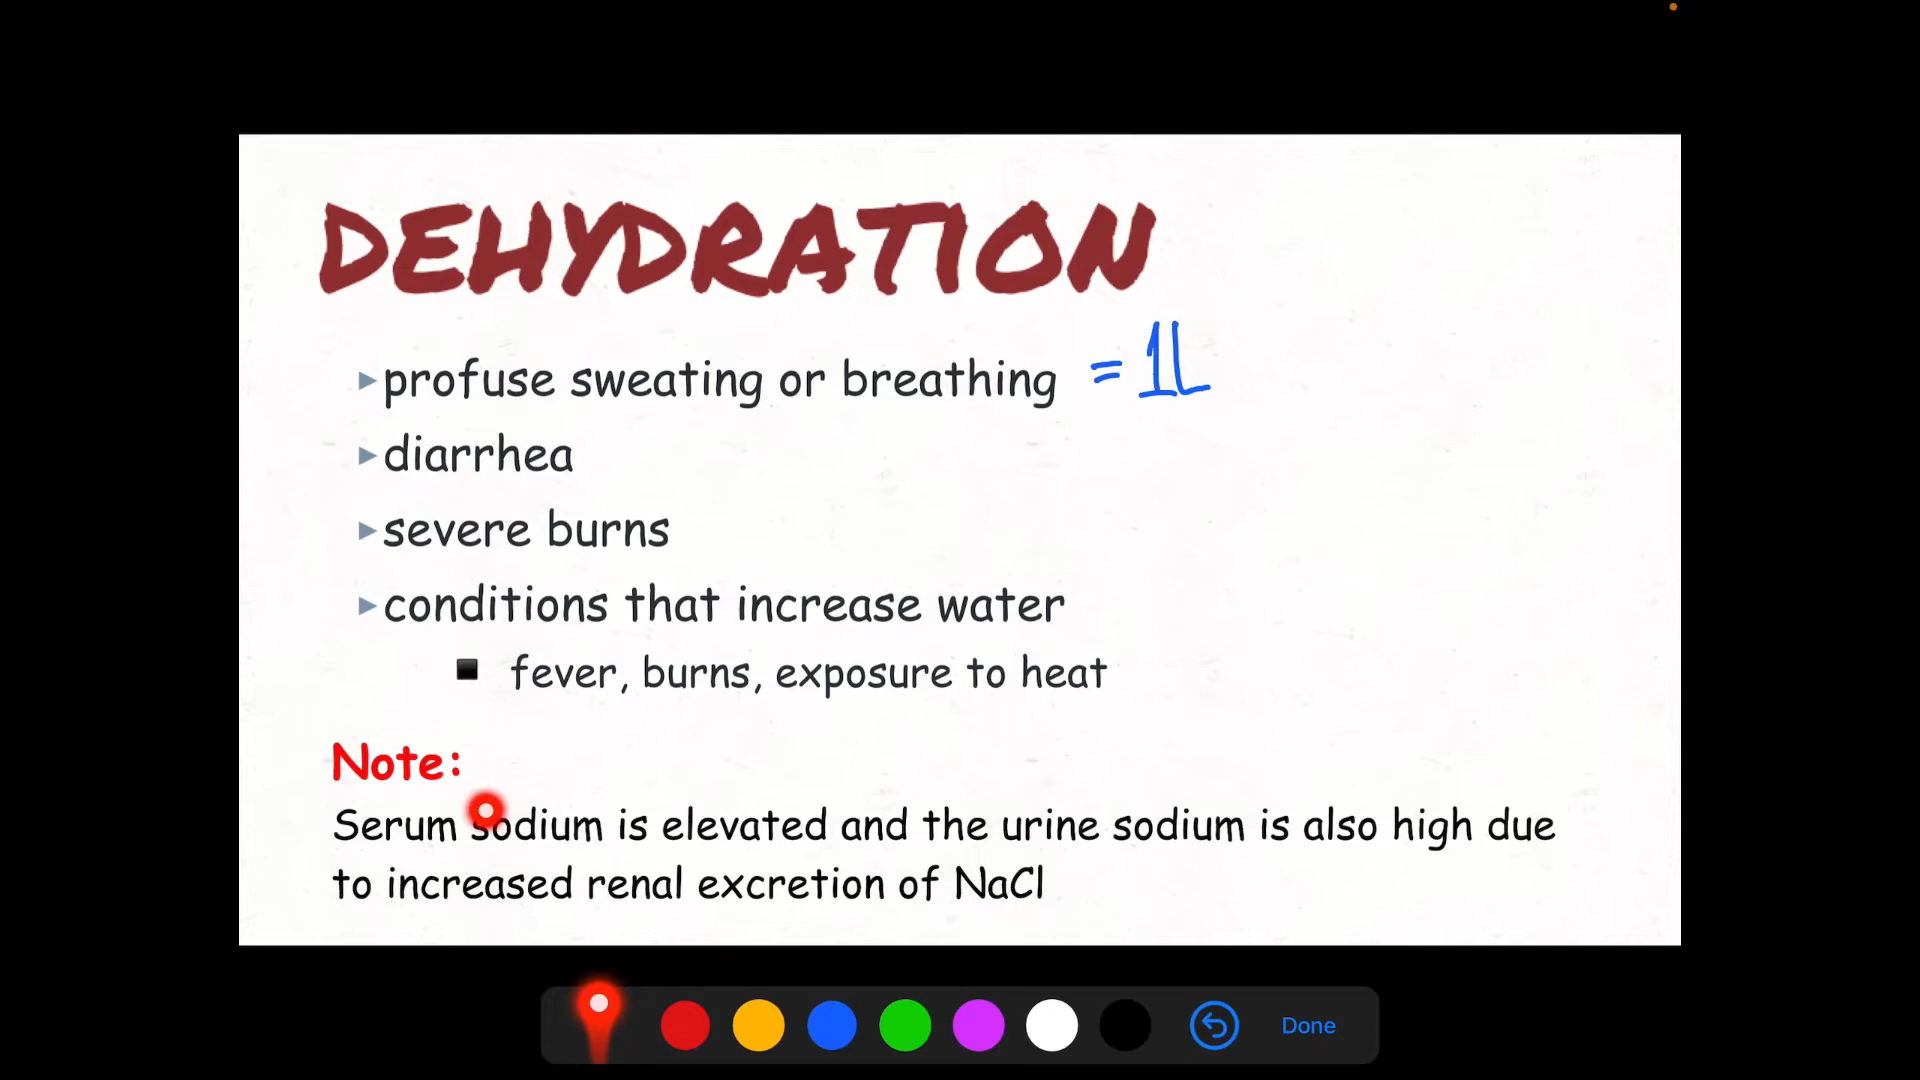 DEHYDRATION
▸profuse sweating or breathing = 1L
▸diarrhea
▸severe burns
▸conditions that increase water
▪ fever, burns, exposure to heat
Note:
Serum sodium is elevated and the urine sodium is also high due
to increased renal excretion of NaCl
Done